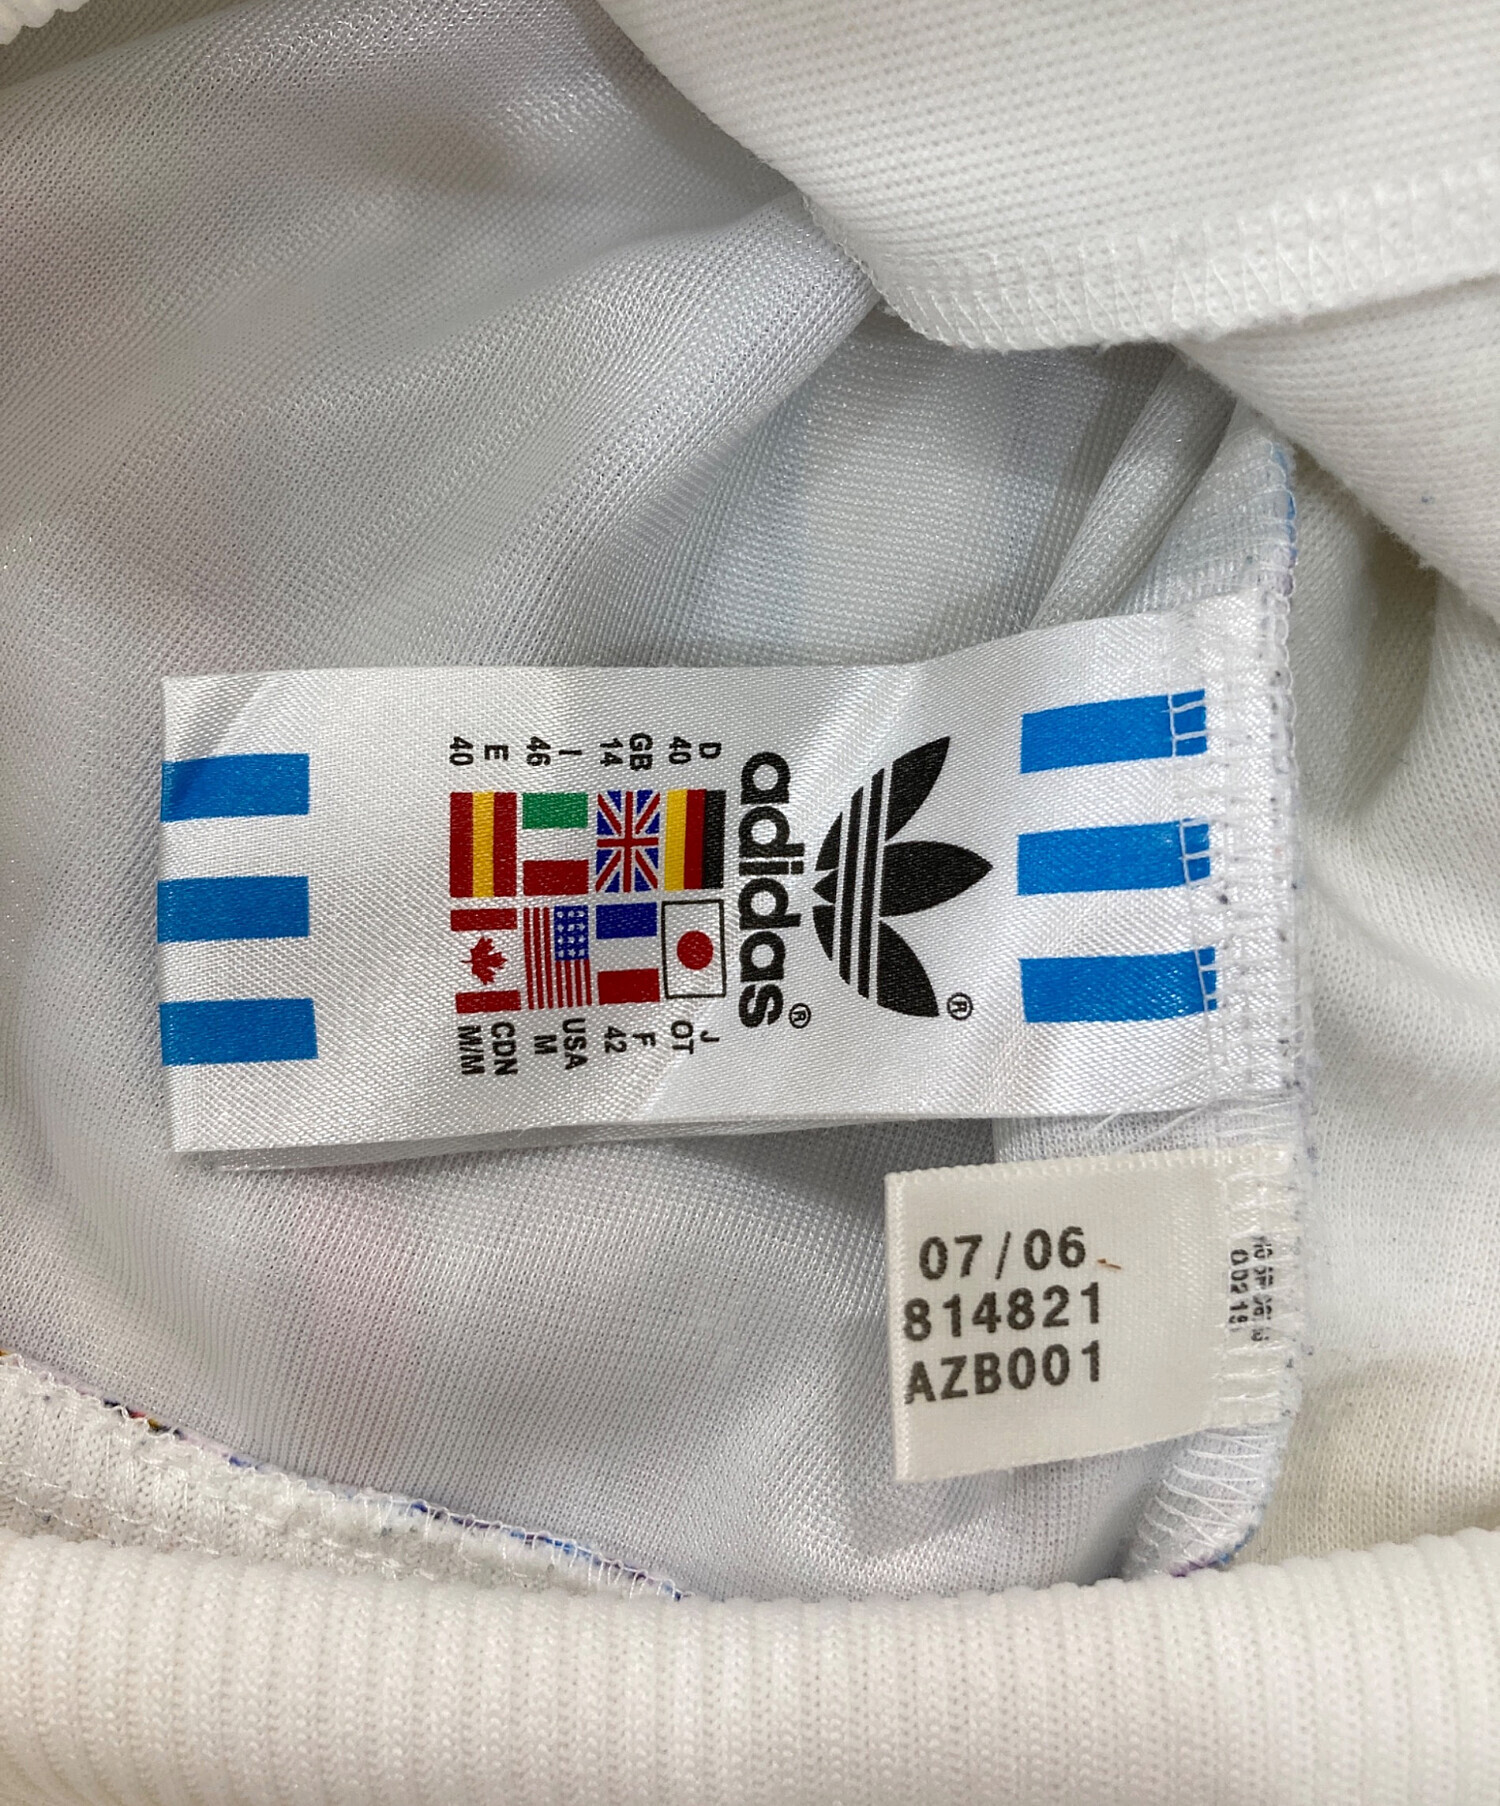 ®
adidas®
D
40
J
OT
GB
14
F
42
I
46
USA
M
E
40
CDN
M/M
07/06
814821
AZB001